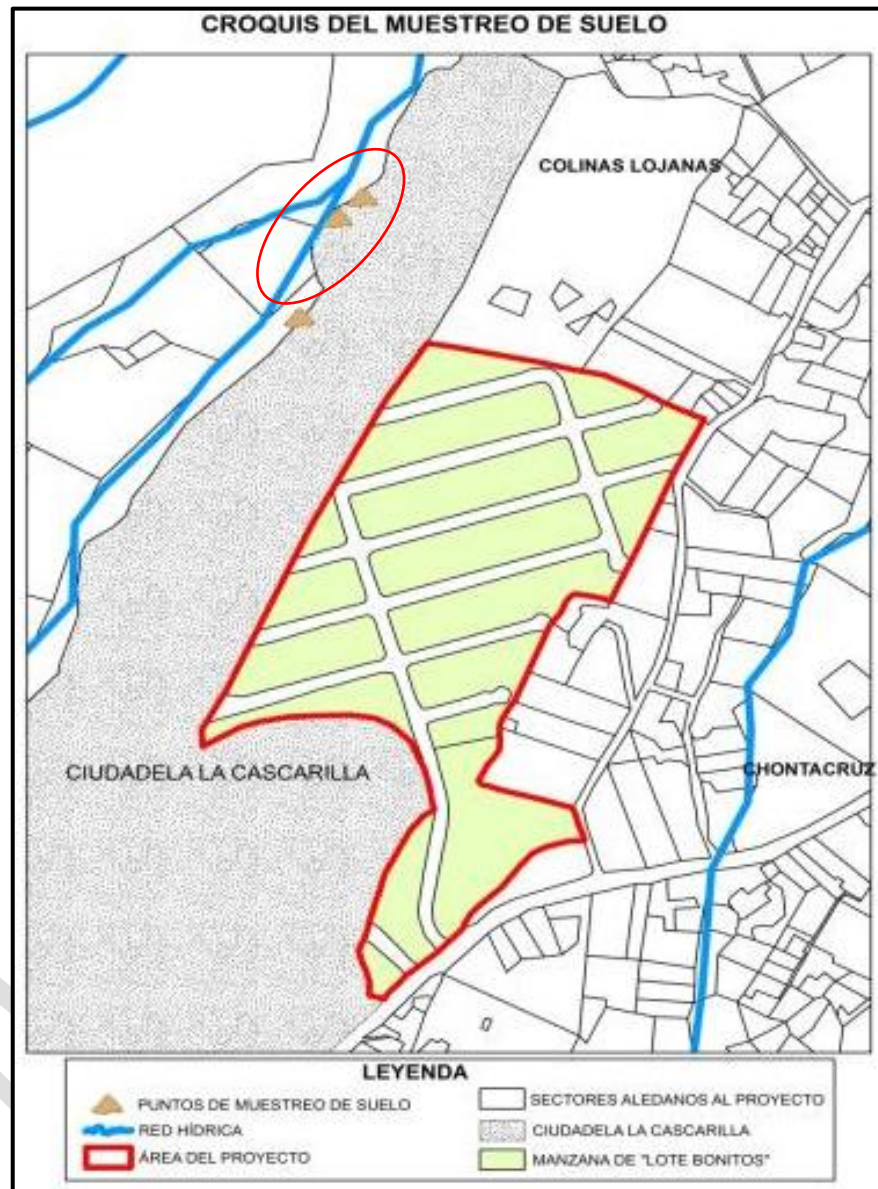 CROQUIS DEL MUESTREO DE SUELO
COLINAS LOJANAS
CIUDADELA LA CASCARILLA
CHONTACRUZ
LEYENDA
PUNTOS DE MUESTREO DE SUELO
RED HÍDRICA
ÁREA DEL PROYECTO
SECTORES ALEDANOS AL PROYECTO
CIUDADELA LA CASCARILLA
MANZANA DE "LOTE BONITOS"